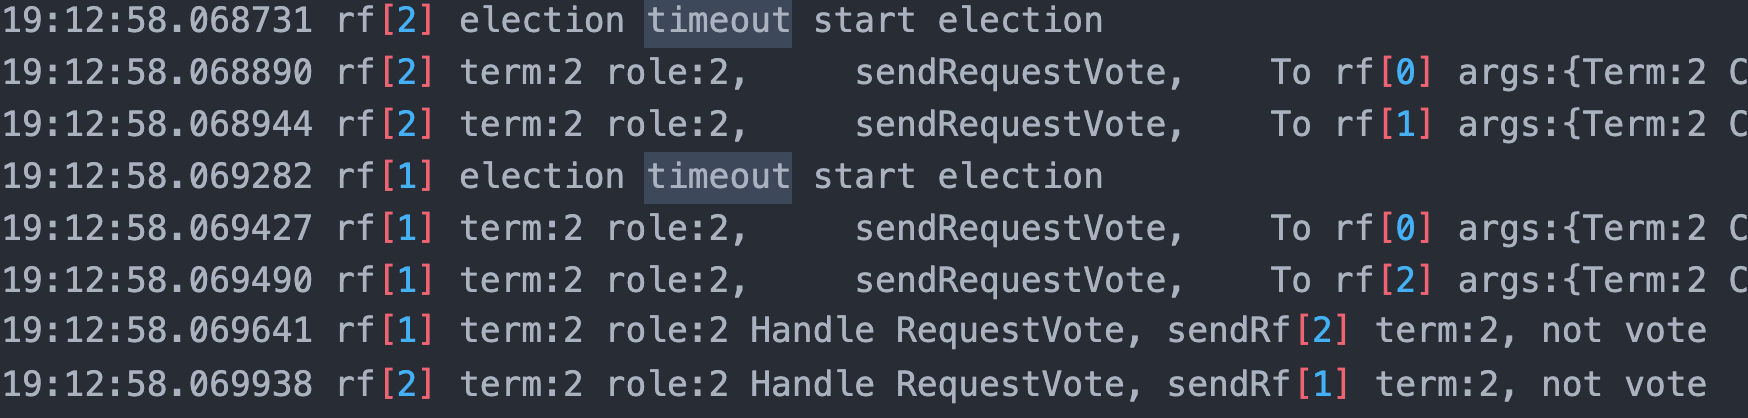 19:12:58.068731 rf[2] election timeout start election
19:12:58.068890 rf[2] term:2 role:2,    sendRequestVote,    To rf[0] args:{Term:2 C
19:12:58.068944 rf[2] term:2 role:2,    sendRequestVote,    To rf[1] args:{Term:2 C
19:12:58.069282 rf[1] election timeout start election
19:12:58.069427 rf[1] term:2 role:2,    sendRequestVote,    To rf[0] args:{Term:2 C
19:12:58.069490 rf[1] term:2 role:2,    sendRequestVote,    To rf[2] args:{Term:2 C
19:12:58.069641 rf[1] term:2 role:2 Handle RequestVote, sendRf[2] term:2, not vote
19:12:58.069938 rf[2] term:2 role:2 Handle RequestVote, sendRf[1] term:2, not vote